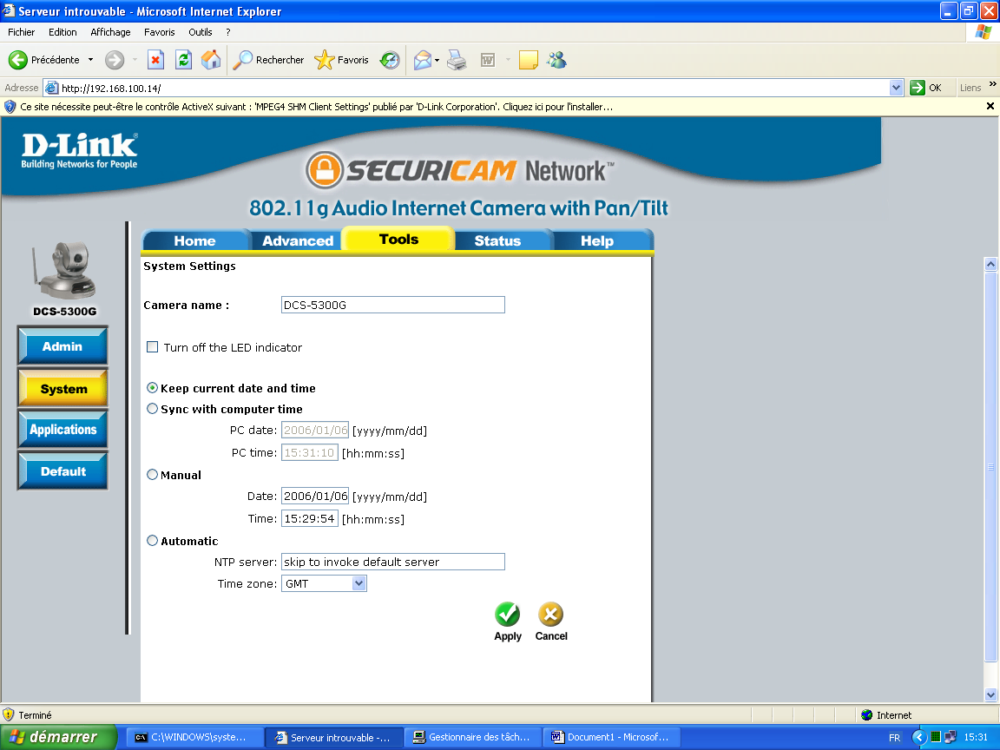 Serveur introuvable - Microsoft Internet Explorer
Fichier Edition Affichage Favoris Outils ?
Précédente Rechercher Favoris
Adresse http://192.168.100.14/ OK Liens »
Ce site nécessite peut-être le contrôle ActiveX suivant : 'MPEG4 SHM Client Settings' publié par 'D-Link Corporation'. Cliquez ici pour l'installer...
D-Link®
Building Networks for People
SECURICAM Network™
802.11g Audio Internet Camera with Pan/Tilt
Home Advanced Tools Status Help
DCS-5300G
Admin
System
Applications
Default
System Settings
Camera name : DCS-5300G
Turn off the LED indicator
Keep current date and time
Sync with computer time
PC date: 2006/01/06 [yyyy/mm/dd]
PC time: 15:31:10 [hh:mm:ss]
Manual
Date: 2006/01/06 [yyyy/mm/dd]
Time: 15:29:54 [hh:mm:ss]
Automatic
NTP server: skip to invoke default server
Time zone: GMT
Apply Cancel
Terminé Internet
démarrer C:\WINDOWS\syste... Serveur introuvable -... Gestionnaire des tâch... Document1 - Microsof... FR 15:31